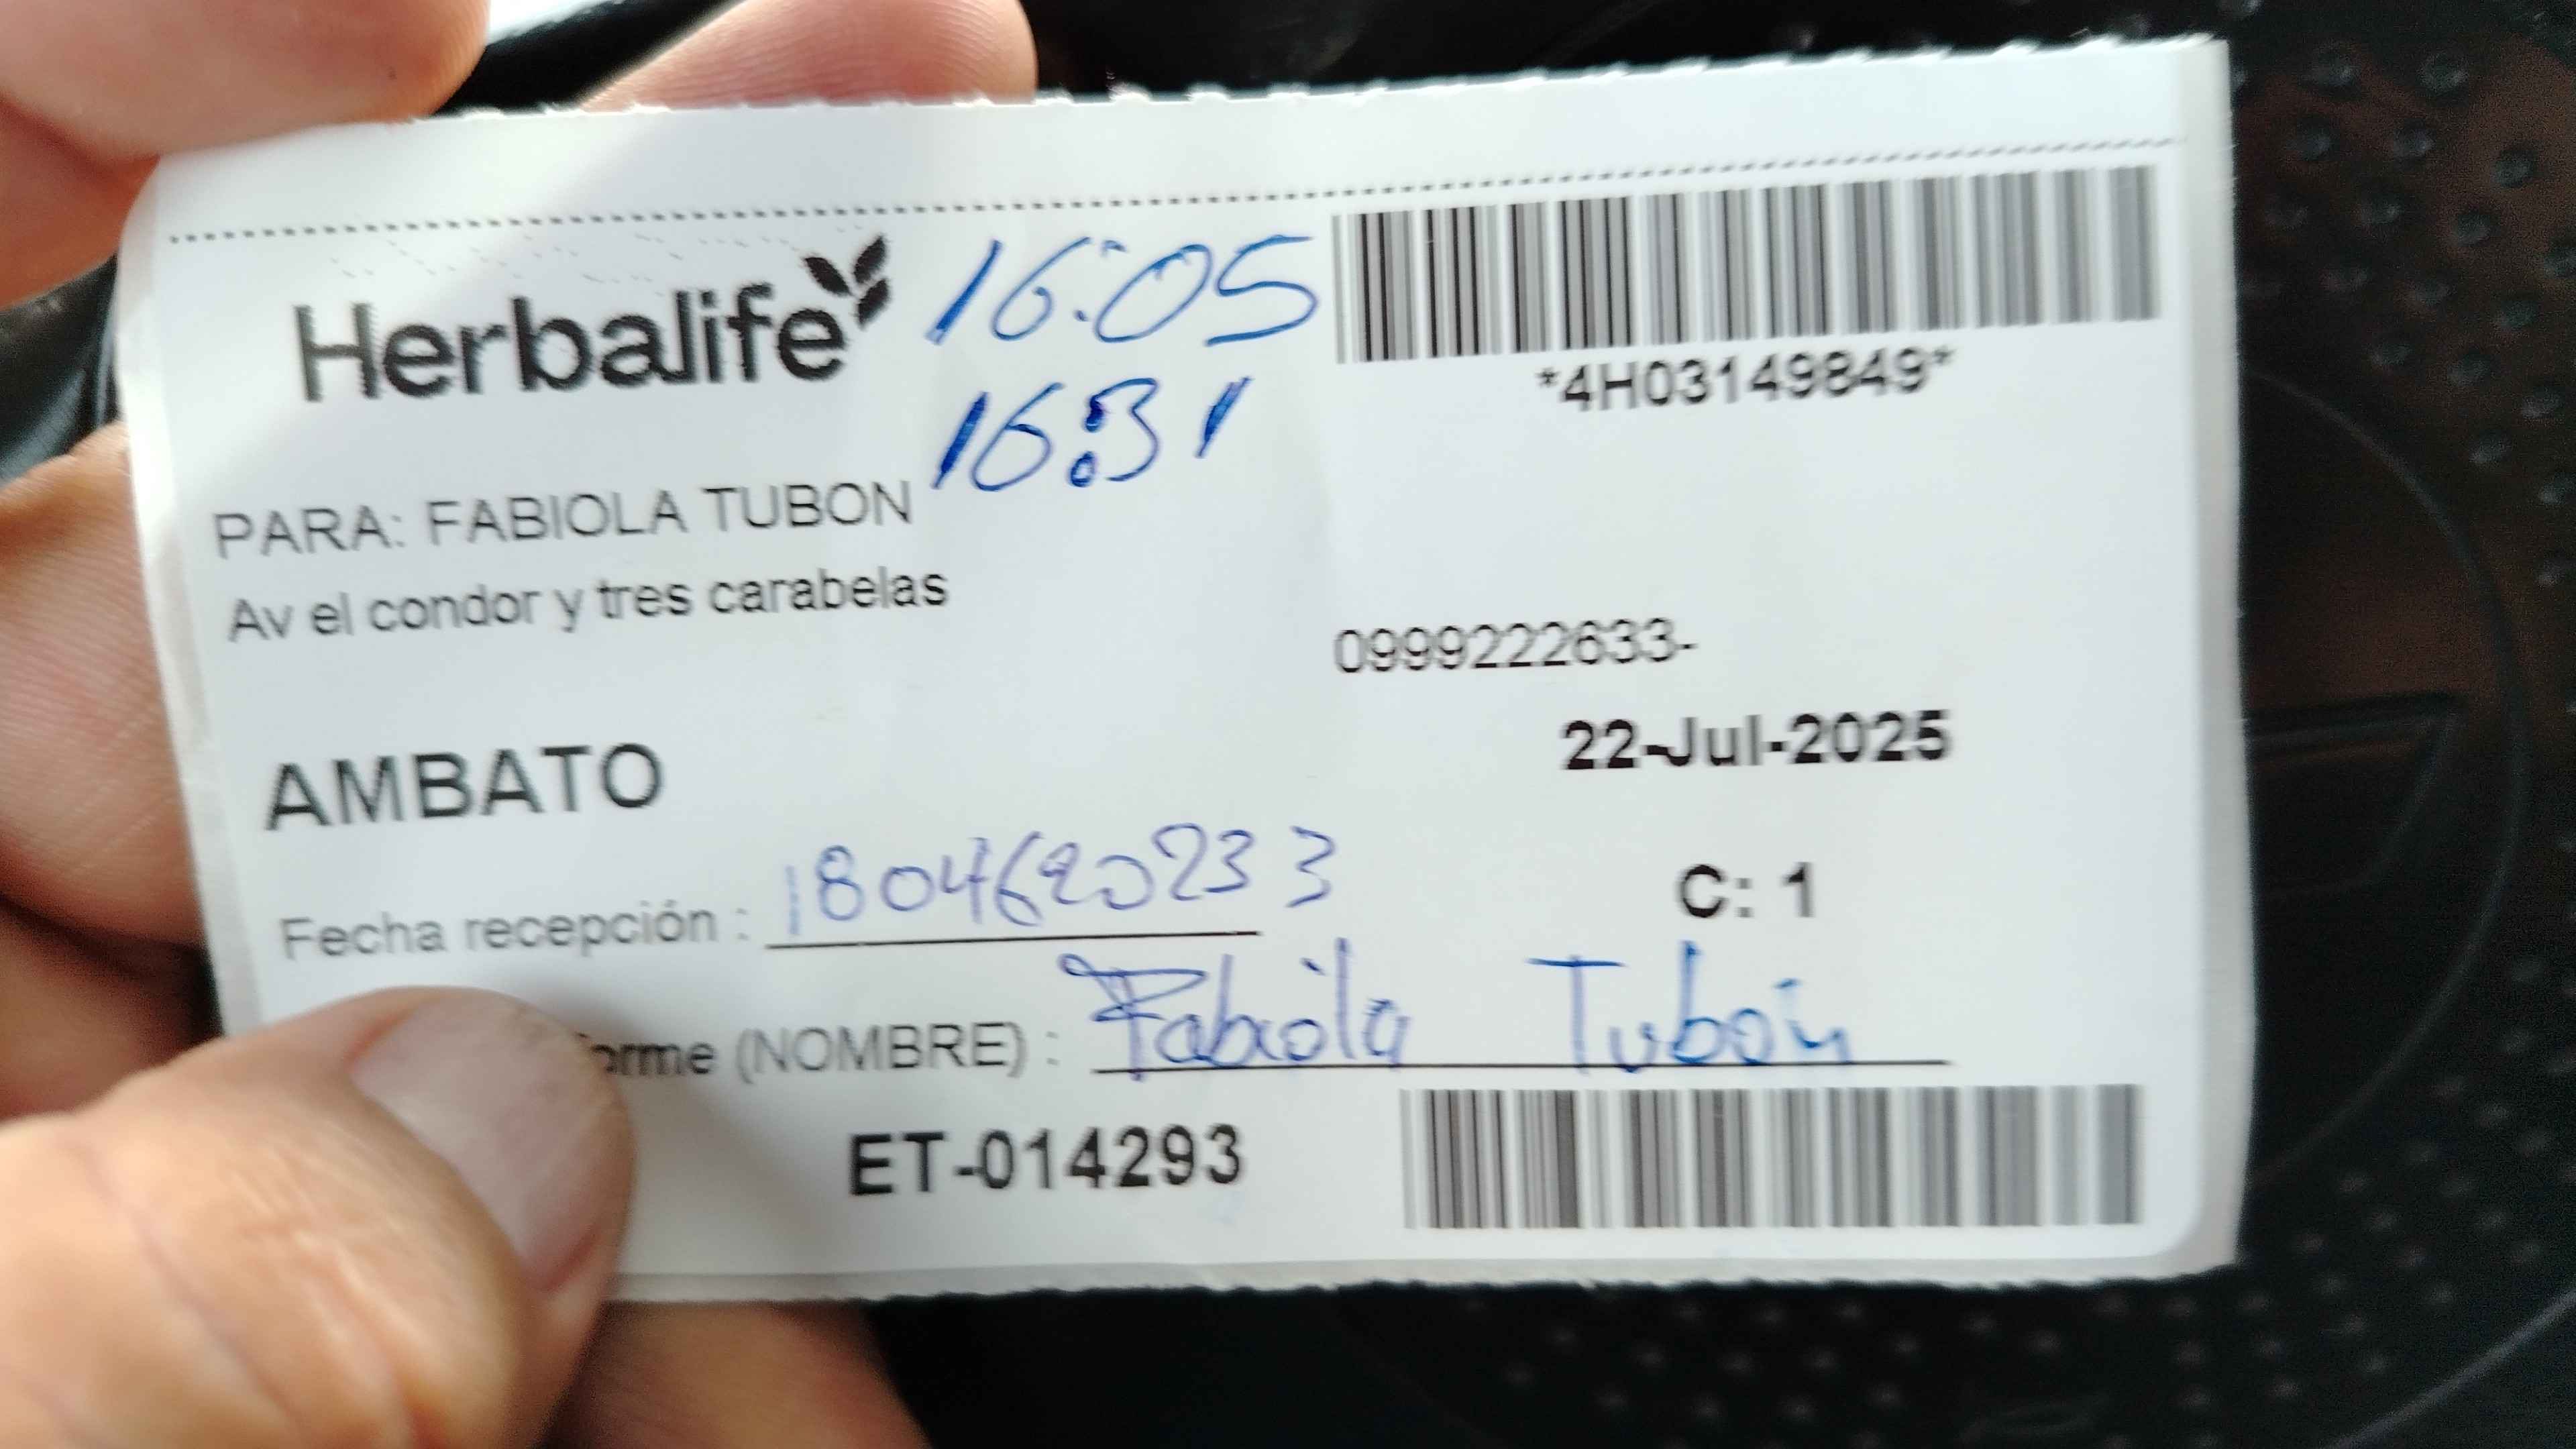 Herbalife
16:05
16:31
*4H03149849*
PARA: FABIOLA TUBON
Av el condor y tres carabelas
0999222633-
22-Jul-2025
AMBATO
C: 1
Fecha recepción : 1804620233
orme (NOMBRE) : Fabiola Tubón
ET-014293